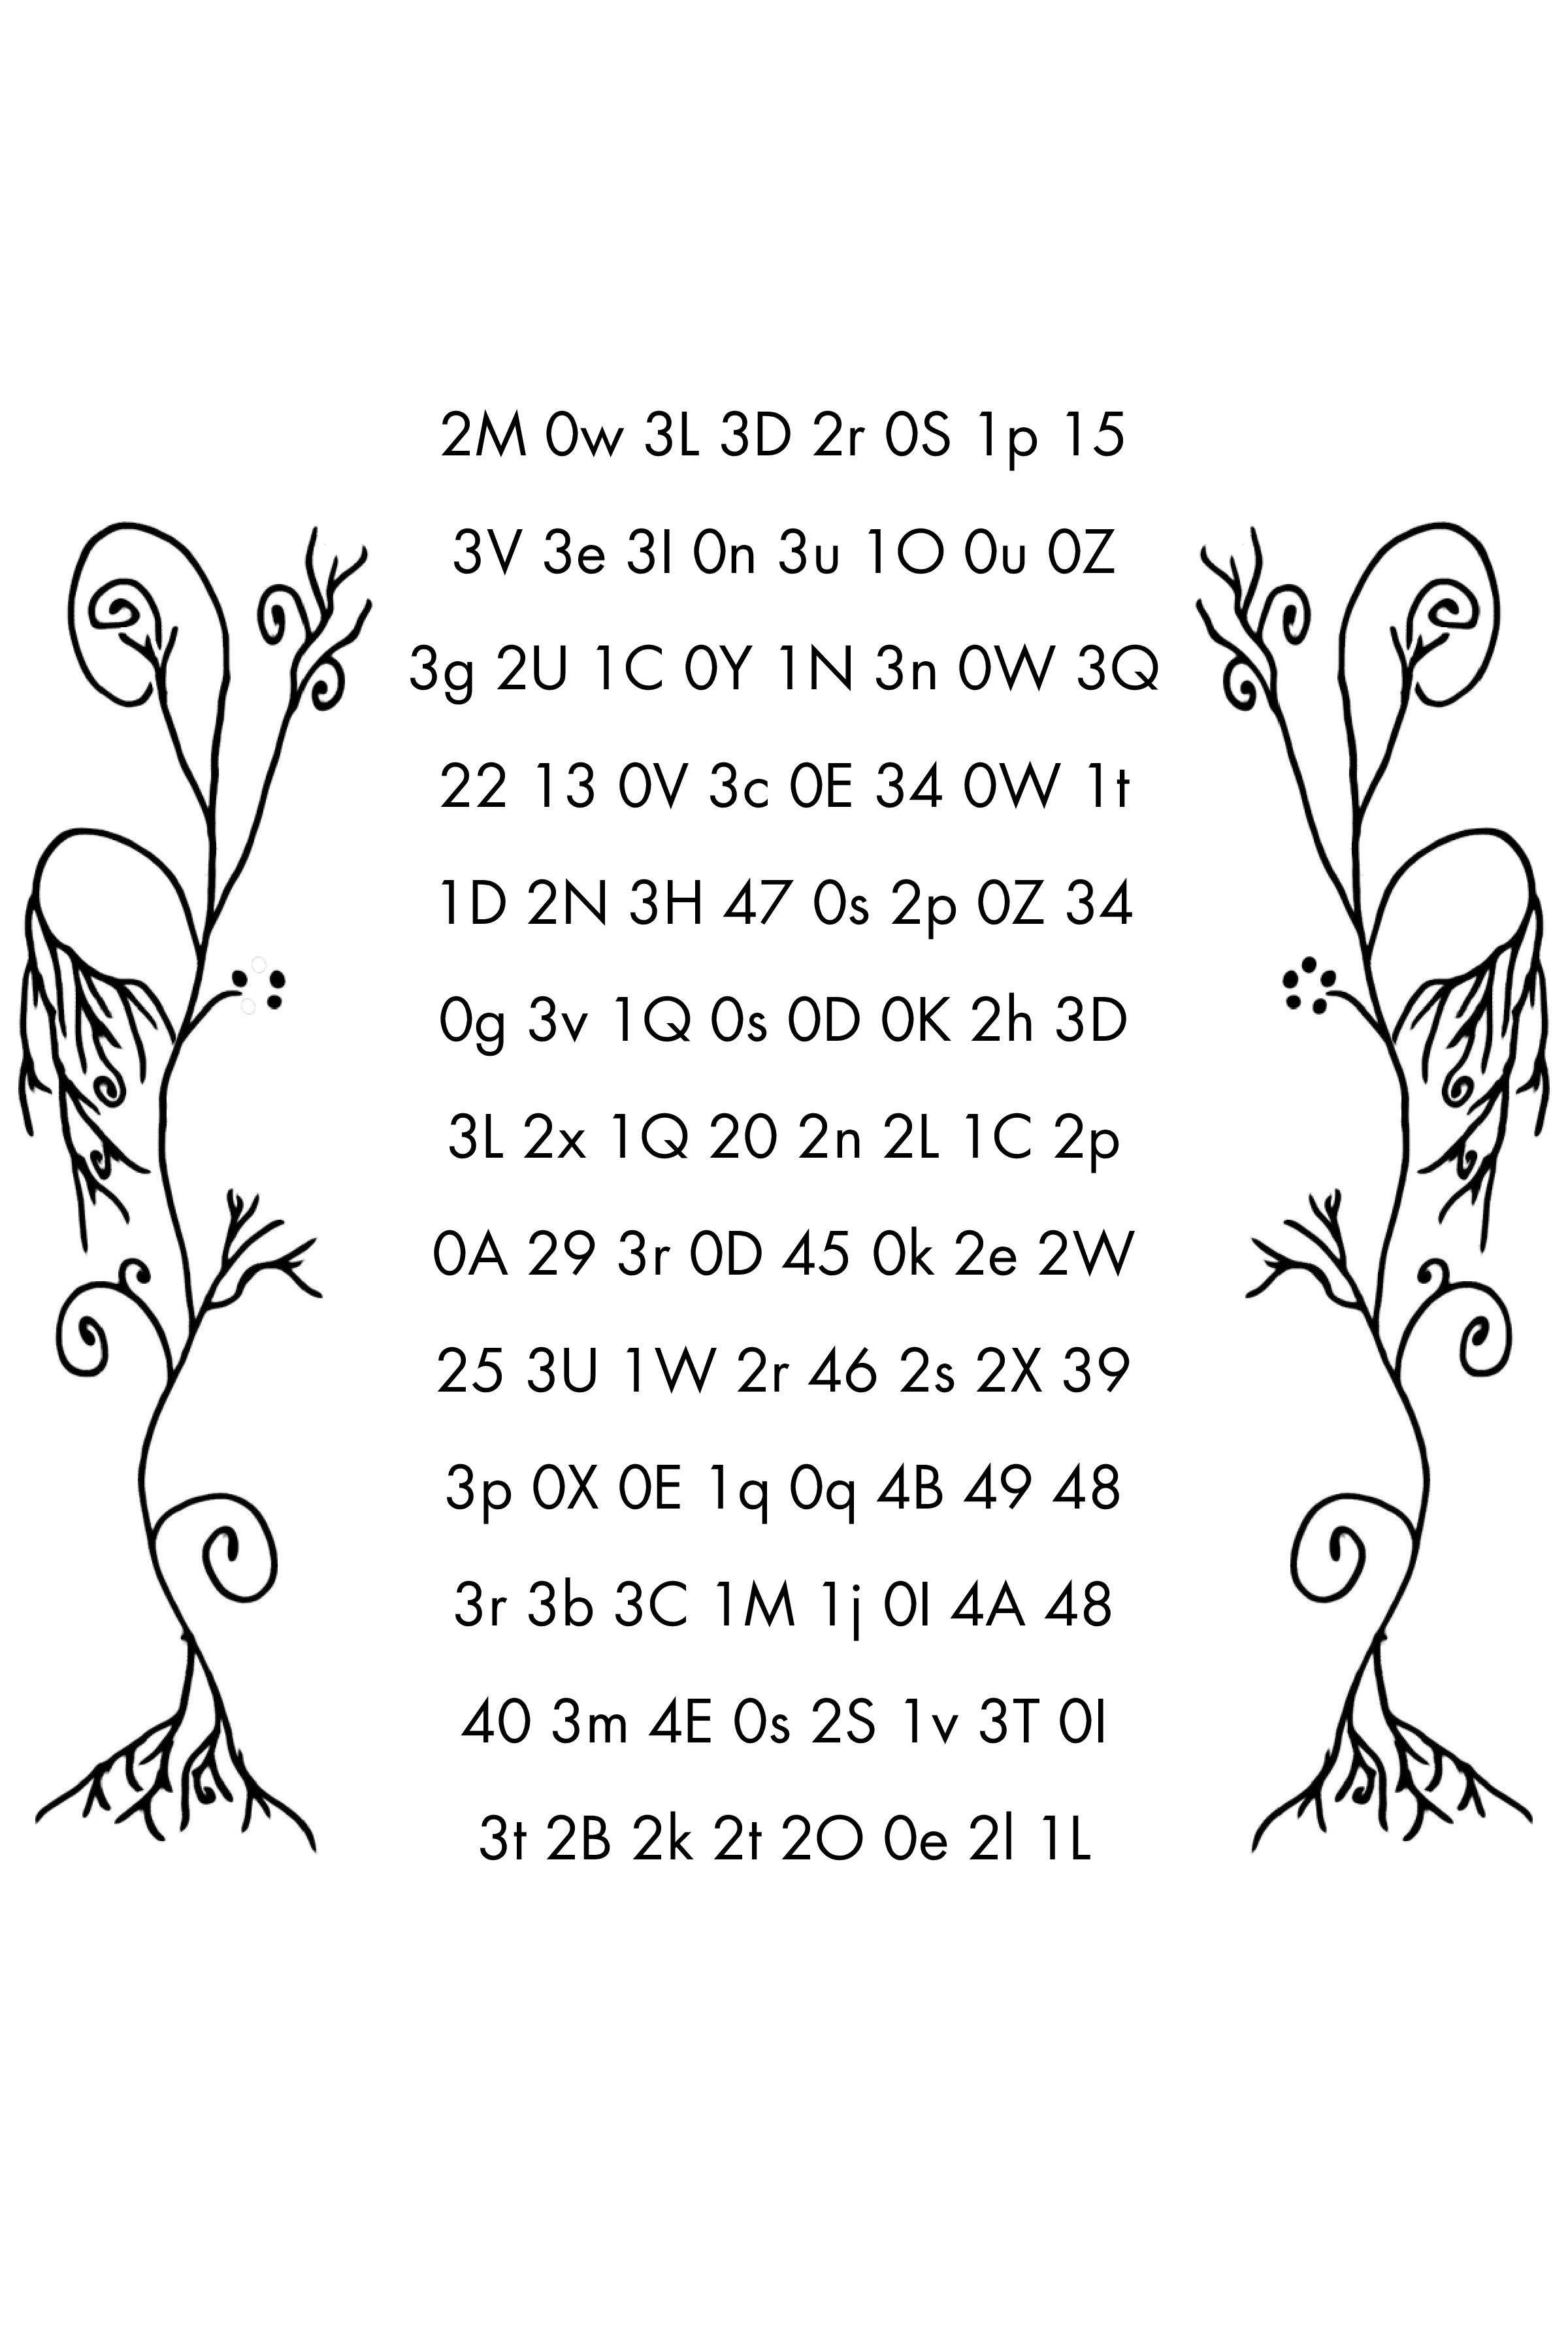 2M 0w 3L 3D 2r 0S 1p 15
3V 3e 3l 0n 3u 1O 0u 0Z
3g 2U 1C 0Y 1N 3n 0W 3Q
22 13 0V 3c 0E 34 0W 1t
1D 2N 3H 47 0s 2p 0Z 34
0g 3v 1Q 0s 0D 0K 2h 3D
3L 2x 1Q 20 2n 2L 1C 2p
0A 29 3r 0D 45 0k 2e 2W
25 3U 1W 2r 46 2s 2X 39
3p 0X 0E 1q 0q 4B 49 48
3r 3b 3C 1M 1j 0l 4A 48
40 3m 4E 0s 2S 1v 3T 0l
3t 2B 2k 2t 2O 0e 2l 1L